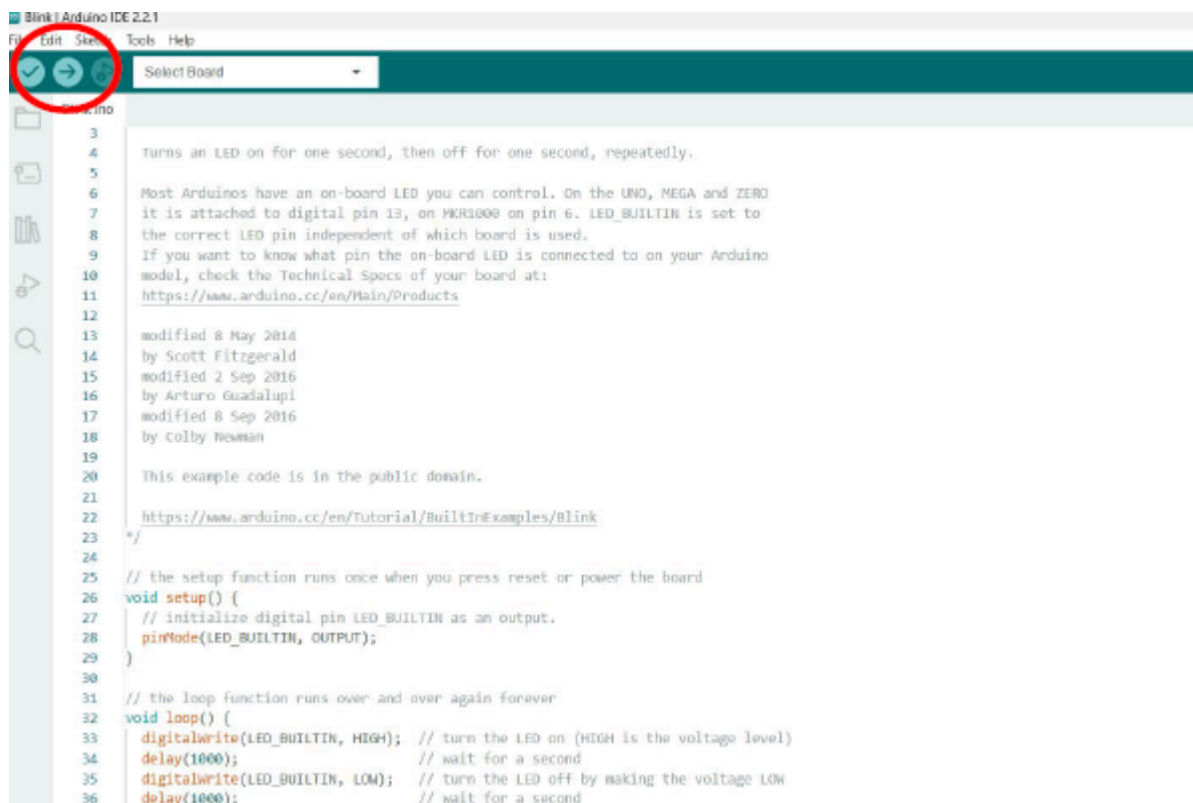 Blink | Arduino IDE 2.2.1
Edit Tools Help
Select Board
3
4 Turns an LED on for one second, then off for one second, repeatedly.
5
6 Most Arduinos have an on-board LED you can control. On the UNO, MEGA and ZERO
7 it is attached to digital pin 13, on MKR1000 on pin 6. LED_BUILTIN is set to
8 the correct LED pin independent of which board is used.
9 If you want to know what pin the on-board LED is connected to on your Arduino
10 model, check the Technical Specs of your board at:
11 https://www.arduino.cc/en/Main/Products
12
13 modified 8 May 2014
14 by Scott Fitzgerald
15 modified 2 Sep 2016
16 by Arturo Guadalupi
17 modified 8 Sep 2016
18 by Colby Newman
19
20 This example code is in the public domain.
21
22 https://www.arduino.cc/en/Tutorial/BuiltInExamples/Blink
23 */
24
25 // the setup function runs once when you press reset or power the board
26 void setup() {
27 // initialize digital pin LED_BUILTIN as an output.
28 pinMode(LED_BUILTIN, OUTPUT);
29 }
30
31 // the loop function runs over and over again forever
32 void loop() {
33 digitalWrite(LED_BUILTIN, HIGH); // turn the LED on (HIGH is the voltage level)
34 delay(1000); // wait for a second
35 digitalWrite(LED_BUILTIN, LOW); // turn the LED off by making the voltage LOW
36 delay(1000); // wait for a second